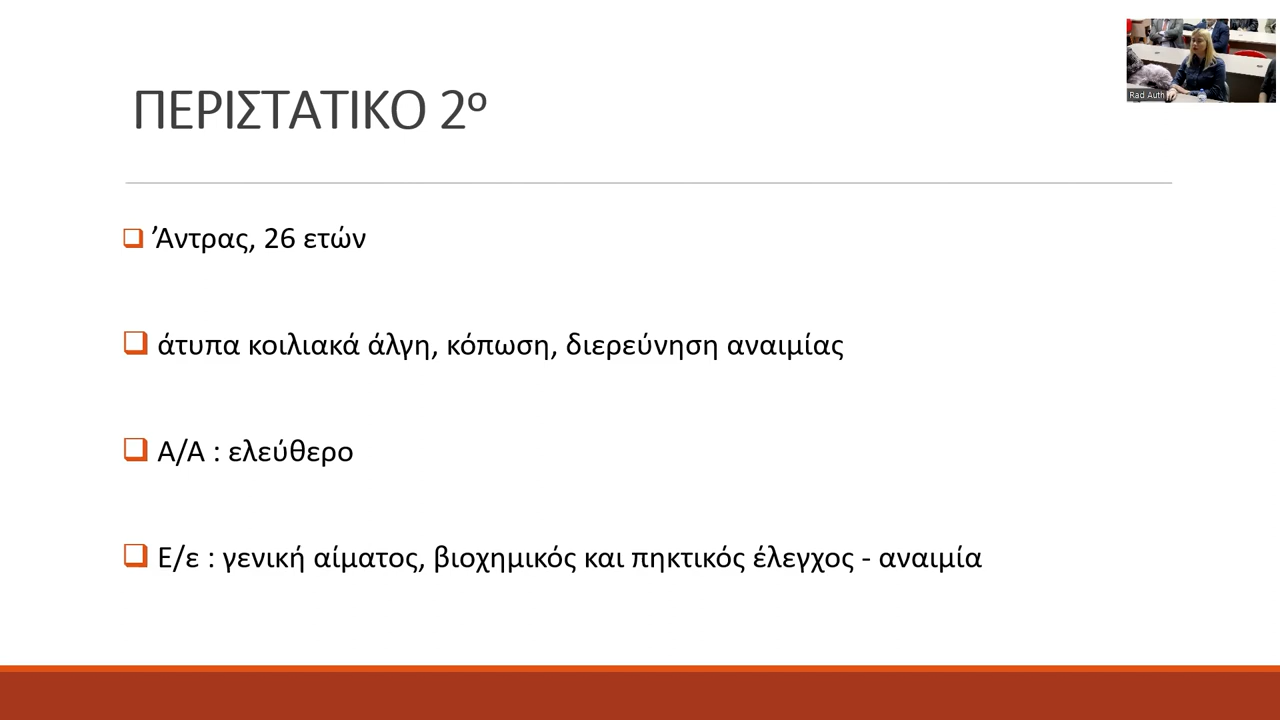 ΠΕΡΙΣΤΑΤΙΚΟ 2ο
Rad Auth
Άντρας, 26 ετών
άτυπα κοιλιακά άλγη, κόπωση, διερεύνηση αναιμίας
Α/Α : ελεύθερο
Ε/ε : γενική αίματος, βιοχημικός και πηκτικός έλεγχος - αναιμία